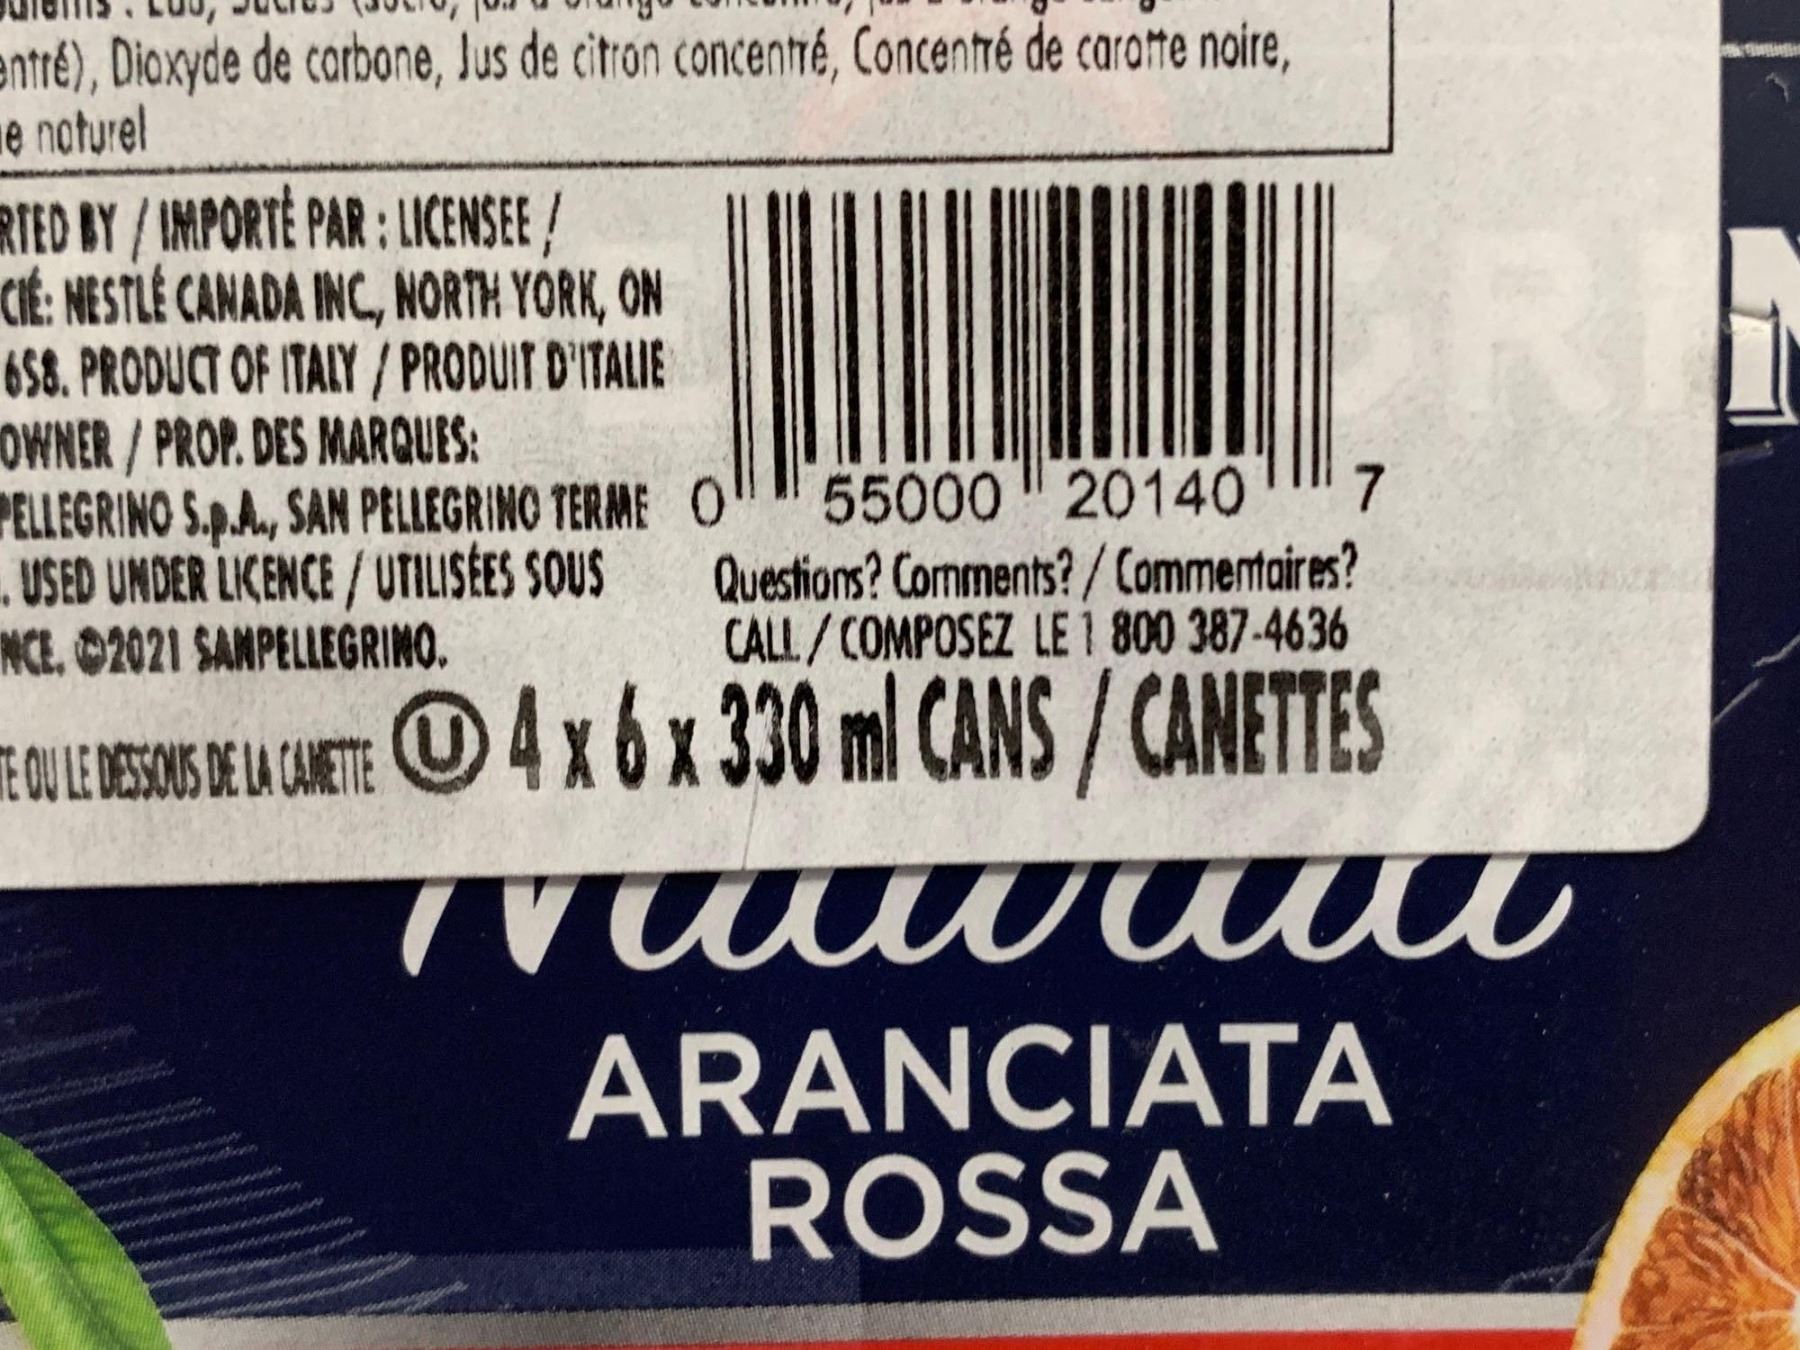 entré), Dioxyde de carbone, Jus de citron concentré, Concentré de carotte noire,
e naturel
RTED BY / IMPORTÉ PAR : LICENSEE /
CIÉ: NESTLÉ CANADA INC., NORTH YORK, ON
6S8. PRODUCT OF ITALY / PRODUIT D'ITALIE
OWNER / PROP. DES MARQUES:
PELLEGRINO S.p.A., SAN PELLEGRINO TERME
. USED UNDER LICENCE / UTILISÉES SOUS
NCE. ©2021 SANPELLEGRINO.
0 55000 20140 7
Questions? Comments? / Commentaires?
CALL / COMPOSEZ LE 1 800 387-4636
TE OU LE DESSOUS DE LA CANETTE Ⓤ 4 x 6 x 330 ml CANS / CANETTES
N
ARANCIATA
ROSSA